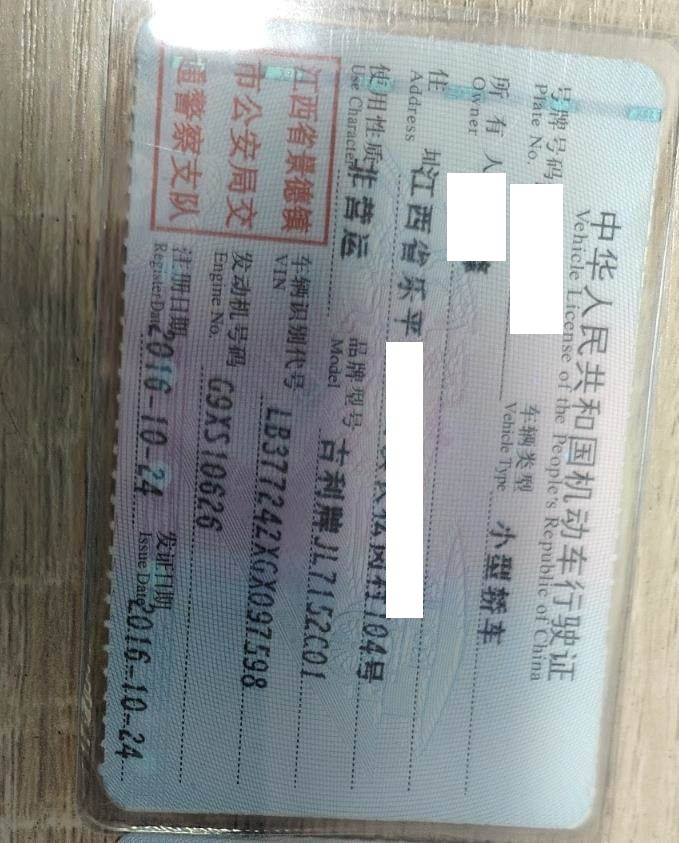 中华人民共和国机动车行驶证
Vehicle License of the People's Republic of China
号牌号码
Plate No.
车辆类型 小型轿车
Vehicle Type
所有人
Owner
住址 江西省乐平 村104号
Address
使用性质 非营运
Use Character
品牌型号 吉利牌JL7152C01
Model
江西省景德镇
市公安局交
通警察支队
车辆识别代号 LB377242XGX097598
VIN
发动机号码 G9XS10626
Engine No.
注册日期 2016-10-24
Register Date
发证日期 2016-10-24
Issue Date